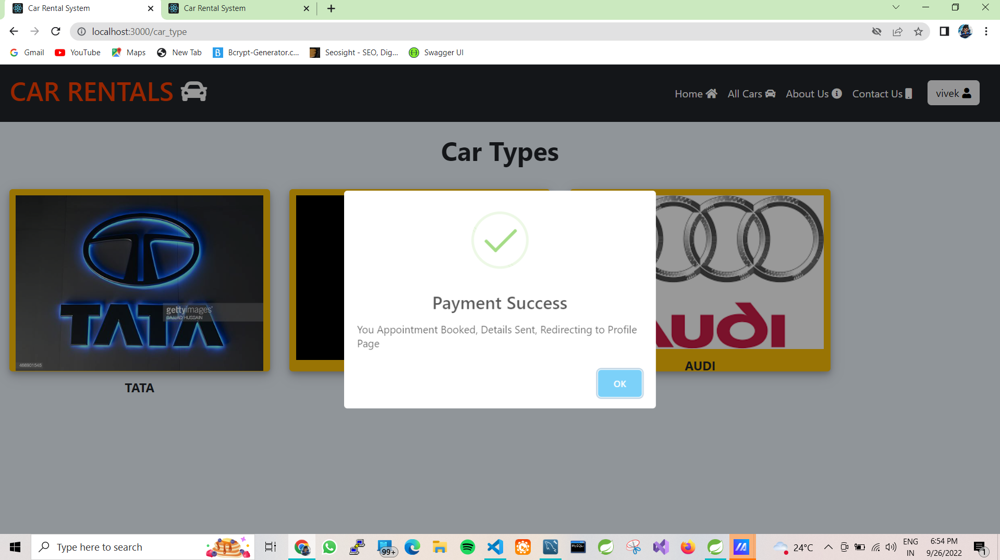 Car Rental System
Car Rental System
localhost:3000/car_type
Gmail
YouTube
Maps
New Tab
B
Bcrypt-Generator.c...
Seosight - SEO, Dig...
Swagger UI
CAR RENTALS
Home
All Cars
About Us
Contact Us
vivek
Car Types
TATA
gettyimages®
SAJJAD HUSSAIN
466901545
TATA
AUDI
AUDI
Payment Success
You Appointment Booked, Details Sent, Redirecting to Profile
Page
OK
Type here to search
99+
MySQL
24°C
ENG
IN
6:54 PM
9/26/2022
1